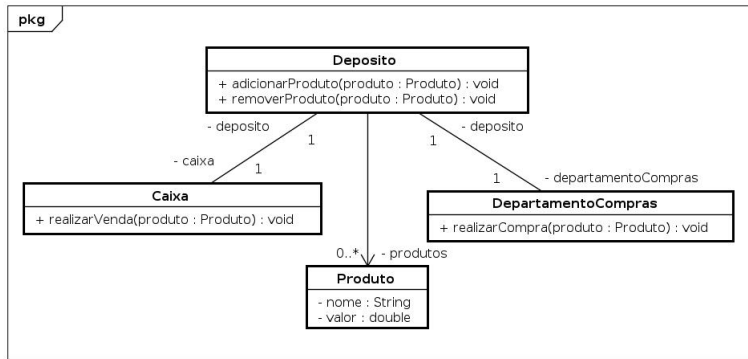 pkg
Deposito
+ adicionarProduto(produto : Produto) : void
+ removerProduto(produto : Produto) : void
- deposito
1
1
- deposito
- caixa
1
1
- departamentoCompras
Caixa
+ realizarVenda(produto : Produto) : void
DepartamentoCompras
+ realizarCompra(produto : Produto) : void
0..*
- produtos
Produto
- nome : String
- valor : double